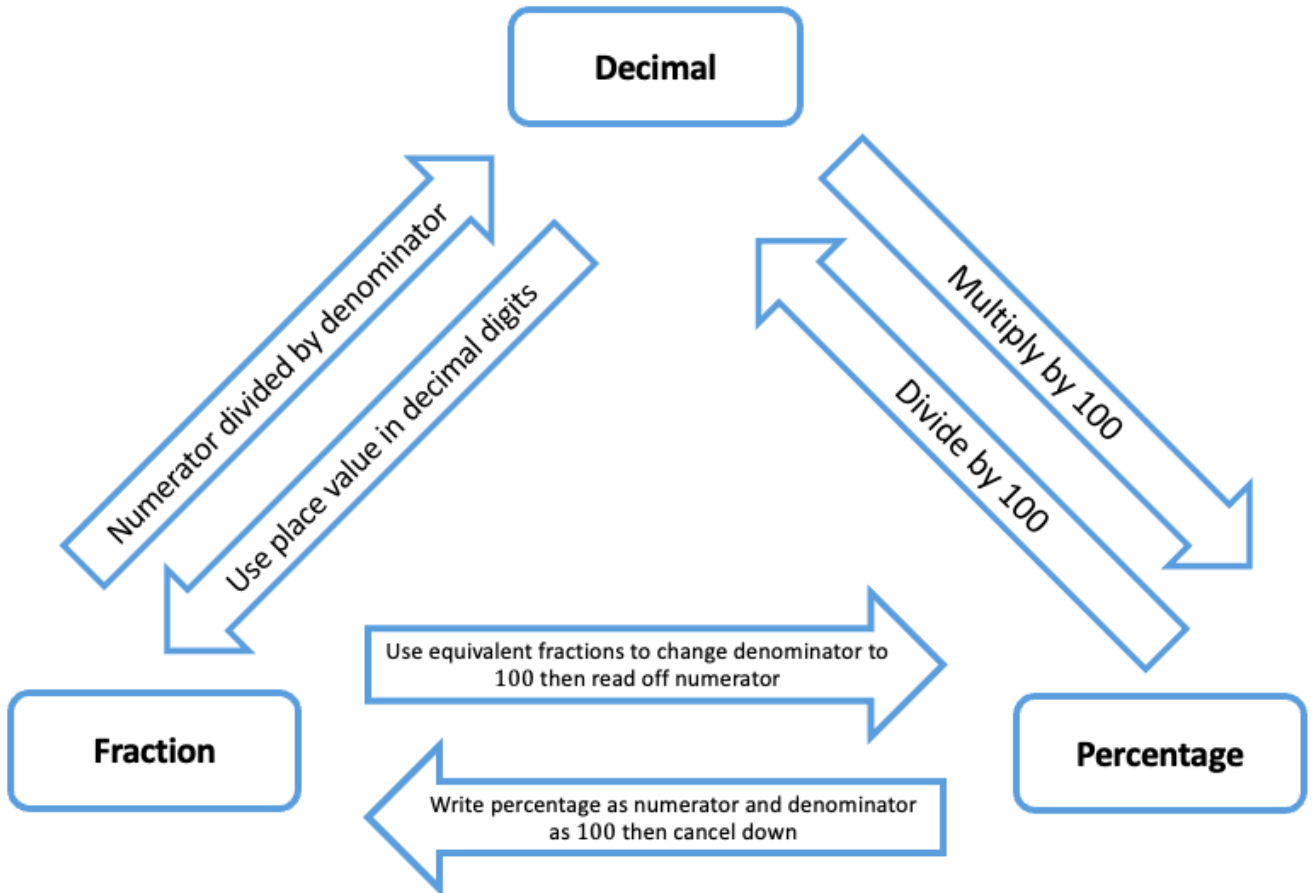 Decimal
Numerator divided by denominator
Use place value in decimal digits
Multiply by 100
Divide by 100
Use equivalent fractions to change denominator to
100 then read off numerator
Fraction
Percentage
Write percentage as numerator and denominator
as 100 then cancel down